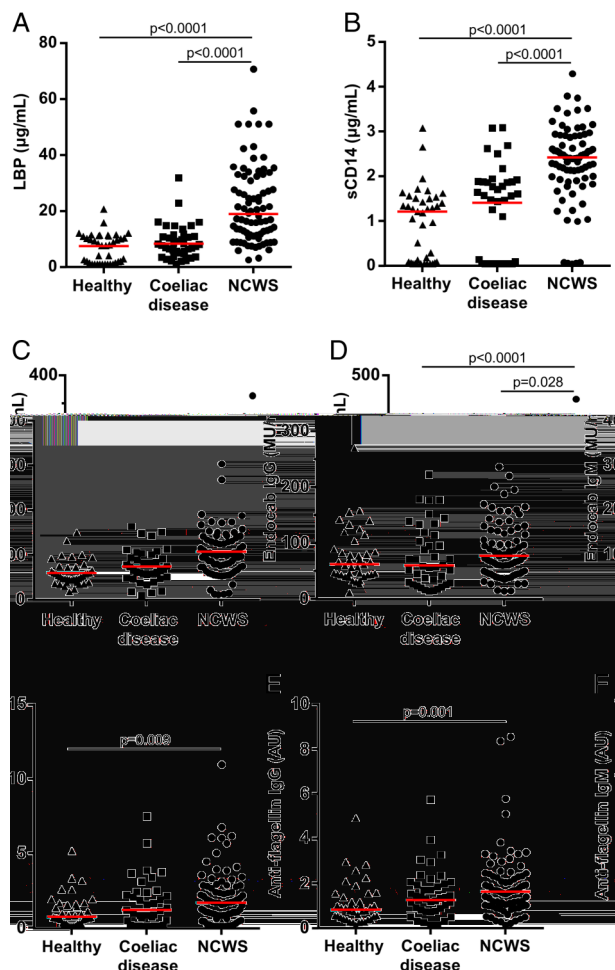 A
p<0.0001
p<0.0001
80
60
40
20
0
LBP (µg/mL)
Healthy
Coeliac
disease
NCWS
B
p<0.0001
p<0.0001
5
4
3
2
1
0
sCD14 (µg/mL)
Healthy
Coeliac
disease
NCWS
C
400
300
200
100
0
Endocab IgG (MU/
Healthy
Coeliac
disease
NCWS
D
p<0.0001
p=0.028
500
Endocab IgM (MU/
Healthy
Coeliac
disease
NCWS
15
10
5
0
p=0.009
Anti-flagellin IgG (AU)
Healthy
Coeliac
disease
NCWS
10
8
6
4
2
0
p=0.001
Anti-flagellin IgM (AU)
Healthy
Coeliac
disease
NCWS